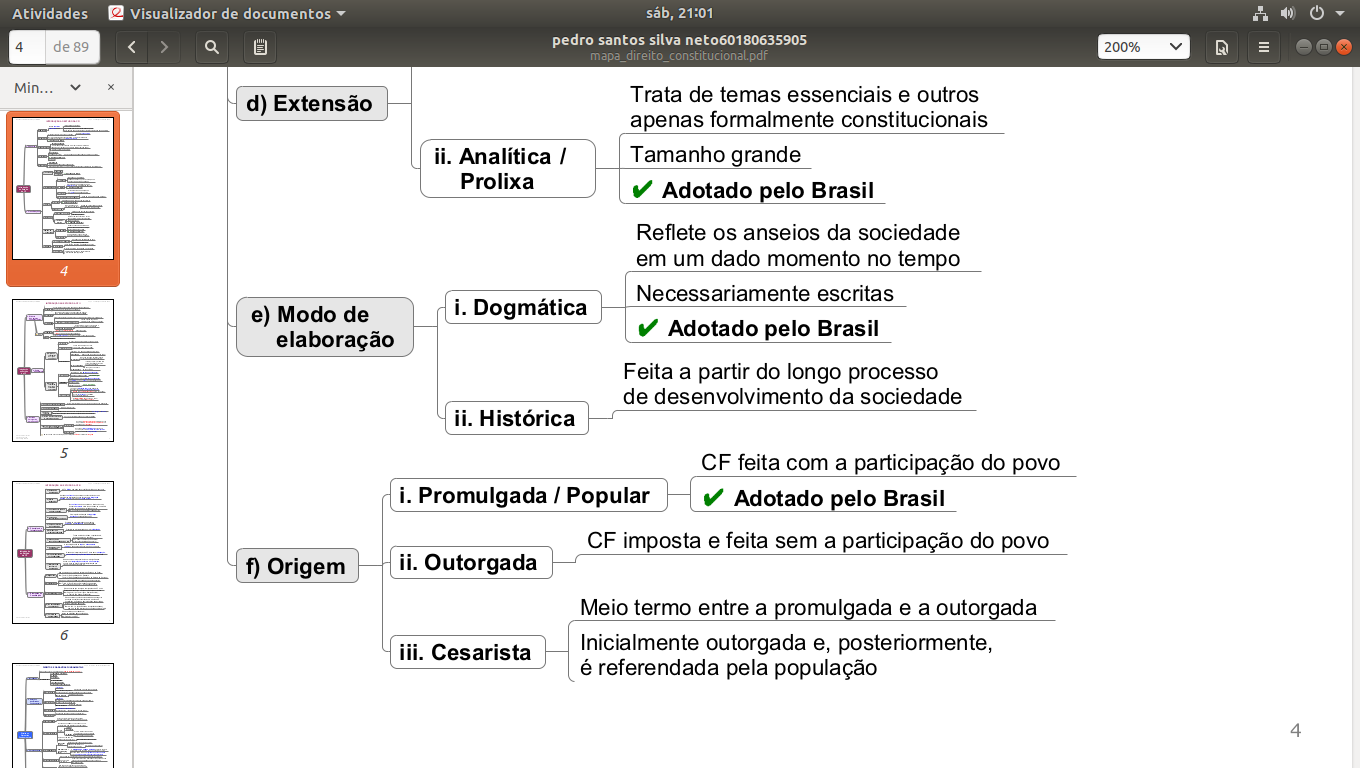 Atividades
Visualizador de documentos
sáb, 21:01
4
de 89
pedro santos silva neto60180635905
mapa_direito_constitucional.pdf
200%
Min…
4
5
6
d) Extensão
ii. Analítica /
Prolixa
Trata de temas essenciais e outros
apenas formalmente constitucionais
Tamanho grande
✔ Adotado pelo Brasil
e) Modo de
elaboração
i. Dogmática
Reflete os anseios da sociedade
em um dado momento no tempo
Necessariamente escritas
✔ Adotado pelo Brasil
ii. Histórica
Feita a partir do longo processo
de desenvolvimento da sociedade
f) Origem
i. Promulgada / Popular
CF feita com a participação do povo
✔ Adotado pelo Brasil
ii. Outorgada
CF imposta e feita sem a participação do povo
iii. Cesarista
Meio termo entre a promulgada e a outorgada
Inicialmente outorgada e, posteriormente,
é referendada pela população
4